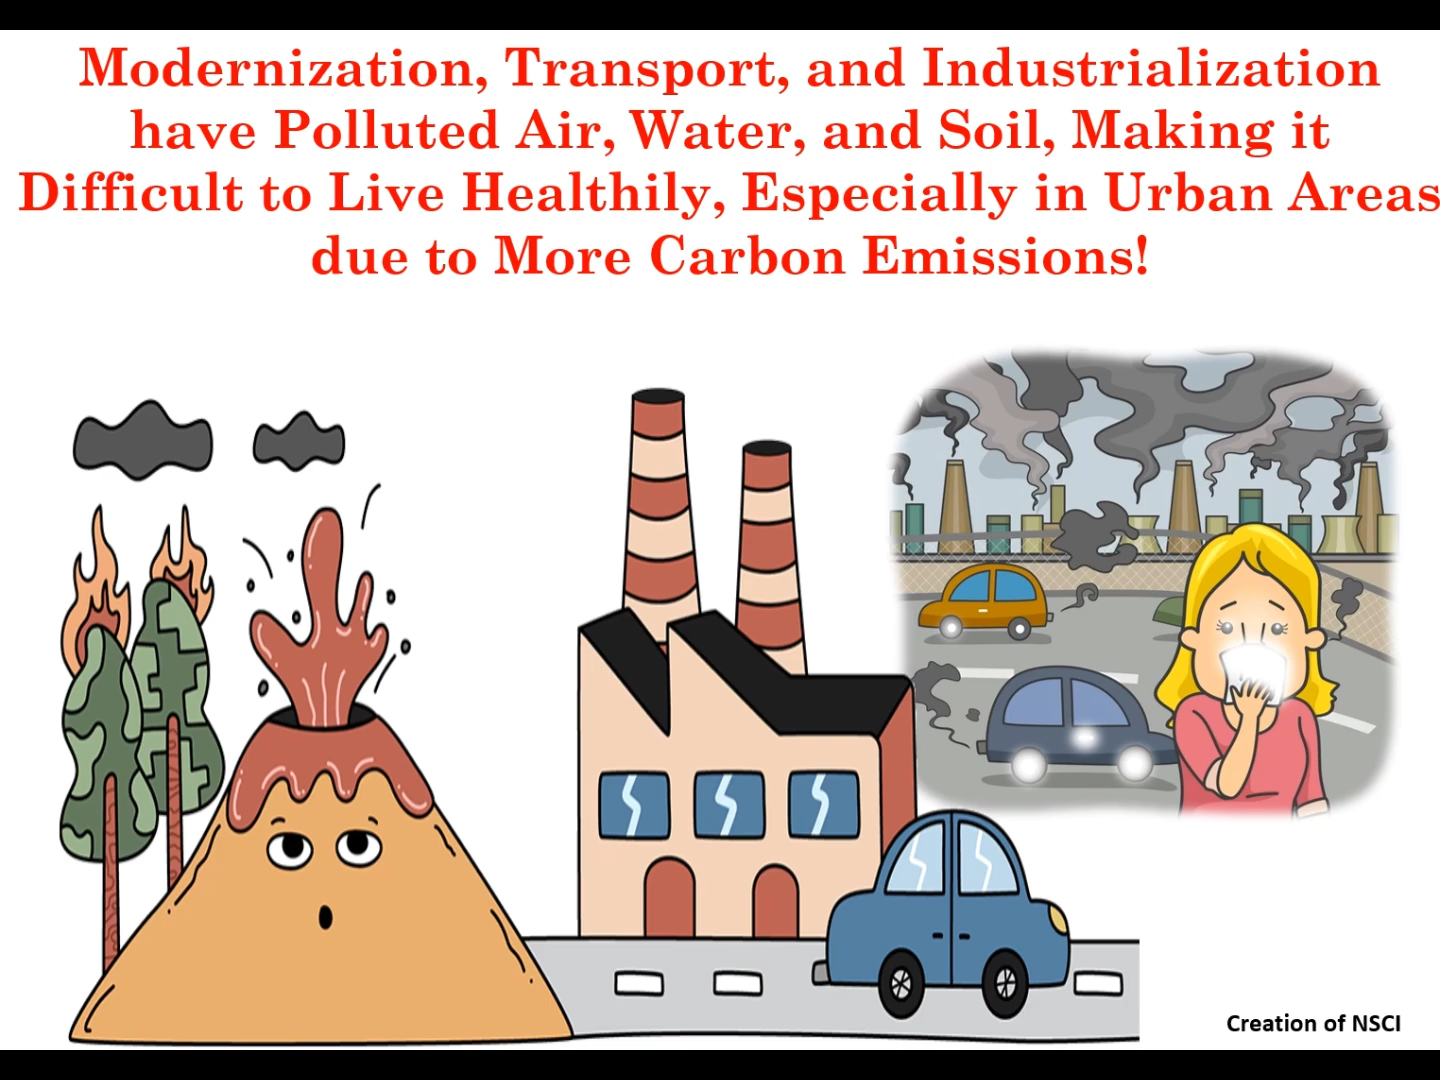 Modernization, Transport, and Industrialization
have Polluted Air, Water, and Soil, Making it
Difficult to Live Healthily, Especially in Urban Areas
due to More Carbon Emissions!
Creation of NSCI